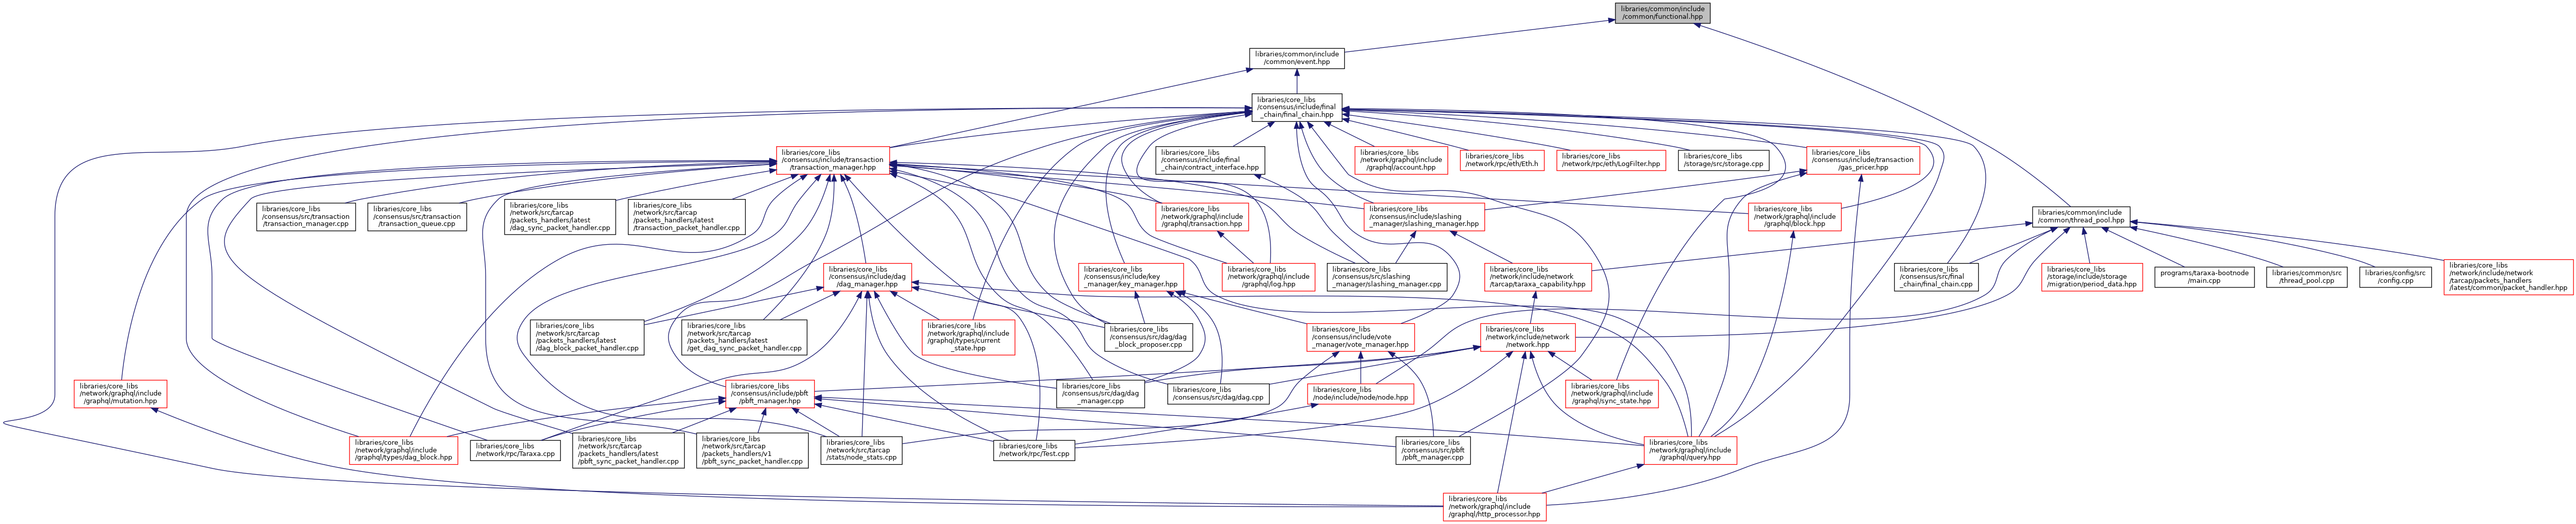 libraries/common/include
/common/functional.hpp
libraries/common/include
/common/event.hpp
libraries/core_libs
/consensus/include/final
_chain/final_chain.hpp
libraries/core_libs
/consensus/include/transaction
/transaction_manager.hpp
libraries/core_libs
/consensus/include/final
_chain/contract_interface.hpp
libraries/core_libs
/network/graphql/include
/graphql/account.hpp
libraries/core_libs
/network/rpc/eth/Eth.h
libraries/core_libs
/network/rpc/eth/LogFilter.hpp
libraries/core_libs
/storage/src/storage.cpp
libraries/core_libs
/consensus/include/transaction
/gas_pricer.hpp
libraries/core_libs
/consensus/src/transaction
/transaction_manager.cpp
libraries/core_libs
/consensus/src/transaction
/transaction_queue.cpp
libraries/core_libs
/network/src/tarcap
/packets_handlers/latest
/dag_sync_packet_handler.cpp
libraries/core_libs
/network/src/tarcap
/packets_handlers/latest
/transaction_packet_handler.cpp
libraries/core_libs
/network/graphql/include
/graphql/transaction.hpp
libraries/core_libs
/consensus/include/slashing
_manager/slashing_manager.hpp
libraries/core_libs
/network/graphql/include
/graphql/block.hpp
libraries/common/include
/common/thread_pool.hpp
libraries/core_libs
/consensus/include/dag
/dag_manager.hpp
libraries/core_libs
/consensus/include/key
_manager/key_manager.hpp
libraries/core_libs
/network/graphql/include
/graphql/log.hpp
libraries/core_libs
/consensus/src/slashing
_manager/slashing_manager.cpp
libraries/core_libs
/network/include/network
/tarcap/taraxa_capability.hpp
libraries/core_libs
/consensus/src/final
_chain/final_chain.cpp
libraries/core_libs
/storage/include/storage
/migration/period_data.hpp
programs/taraxa-bootnode
/main.cpp
libraries/common/src
/thread_pool.cpp
libraries/config/src
/config.cpp
libraries/core_libs
/network/include/network
/tarcap/packets_handlers
/latest/common/packet_handler.hpp
libraries/core_libs
/network/src/tarcap
/packets_handlers/latest
/dag_block_packet_handler.cpp
libraries/core_libs
/network/src/tarcap
/packets_handlers/latest
/get_dag_sync_packet_handler.cpp
libraries/core_libs
/network/graphql/include
/graphql/types/current
_state.hpp
libraries/core_libs
/consensus/src/dag/dag
_block_proposer.cpp
libraries/core_libs
/consensus/include/vote
_manager/vote_manager.hpp
libraries/core_libs
/network/include/network
/network.hpp
libraries/core_libs
/network/graphql/include
/graphql/mutation.hpp
libraries/core_libs
/consensus/include/pbft
/pbft_manager.hpp
libraries/core_libs
/consensus/src/dag/dag
_manager.cpp
libraries/core_libs
/consensus/src/dag/dag.cpp
libraries/core_libs
/node/include/node/node.hpp
libraries/core_libs
/network/graphql/include
/graphql/sync_state.hpp
libraries/core_libs
/network/graphql/include
/graphql/types/dag_block.hpp
libraries/core_libs
/network/rpc/Taraxa.cpp
libraries/core_libs
/network/src/tarcap
/packets_handlers/latest
/pbft_sync_packet_handler.cpp
libraries/core_libs
/network/src/tarcap
/packets_handlers/v1
/pbft_sync_packet_handler.cpp
libraries/core_libs
/network/src/tarcap
/stats/node_stats.cpp
libraries/core_libs
/network/rpc/Test.cpp
libraries/core_libs
/consensus/src/pbft
/pbft_manager.cpp
libraries/core_libs
/network/graphql/include
/graphql/query.hpp
libraries/core_libs
/network/graphql/include
/graphql/http_processor.hpp